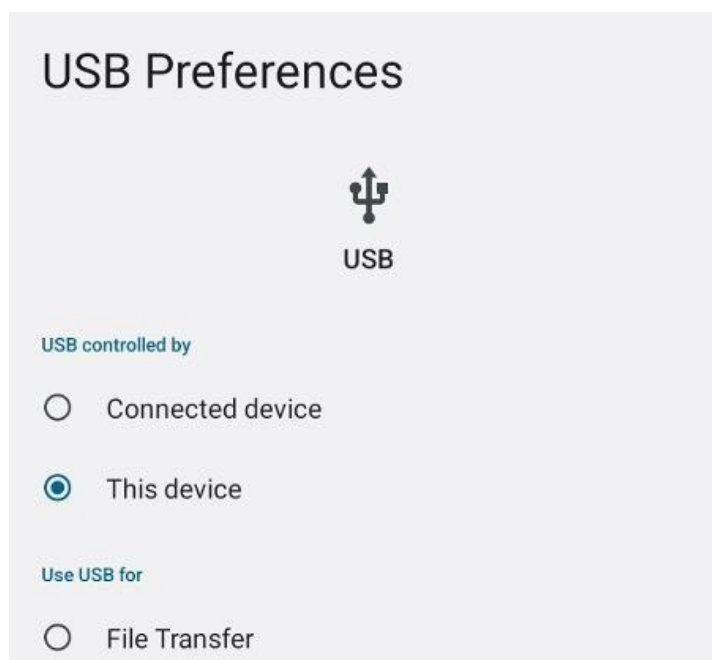 USB Preferences
USB
USB controlled by
Connected device
This device
Use USB for
File Transfer